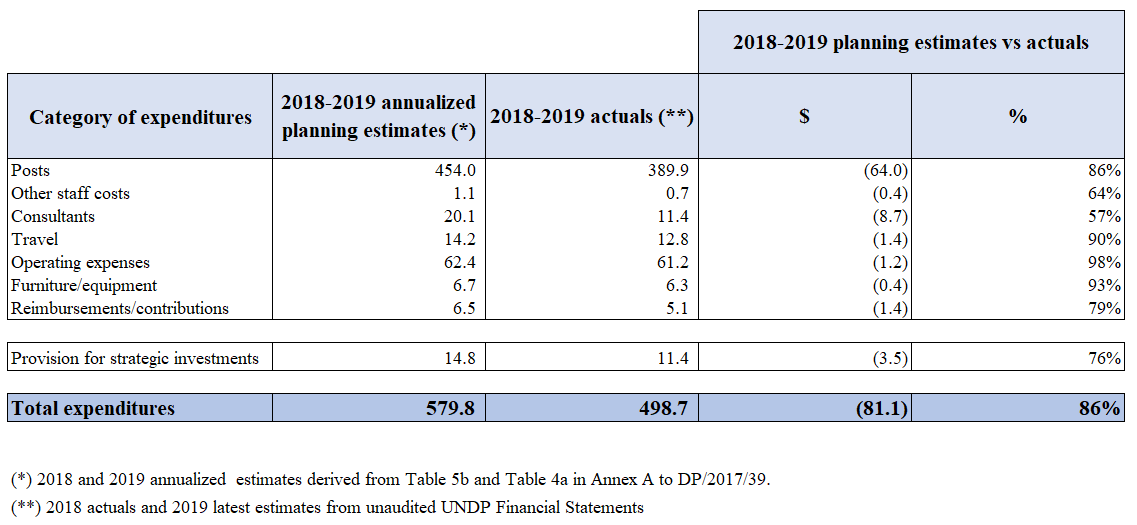 2018-2019 planning estimates vs actuals
Category of expenditures 2018-2019 annualized planning estimates (*) 2018-2019 actuals (**) $ %
Posts 454.0 389.9 (64.0) 86%
Other staff costs 1.1 0.7 (0.4) 64%
Consultants 20.1 11.4 (8.7) 57%
Travel 14.2 12.8 (1.4) 90%
Operating expenses 62.4 61.2 (1.2) 98%
Furniture/equipment 6.7 6.3 (0.4) 93%
Reimbursements/contributions 6.5 5.1 (1.4) 79%
Provision for strategic investments 14.8 11.4 (3.5) 76%
Total expenditures 579.8 498.7 (81.1) 86%
(*) 2018 and 2019 annualized estimates derived from Table 5b and Table 4a in Annex A to DP/2017/39.
(**) 2018 actuals and 2019 latest estimates from unaudited UNDP Financial Statements